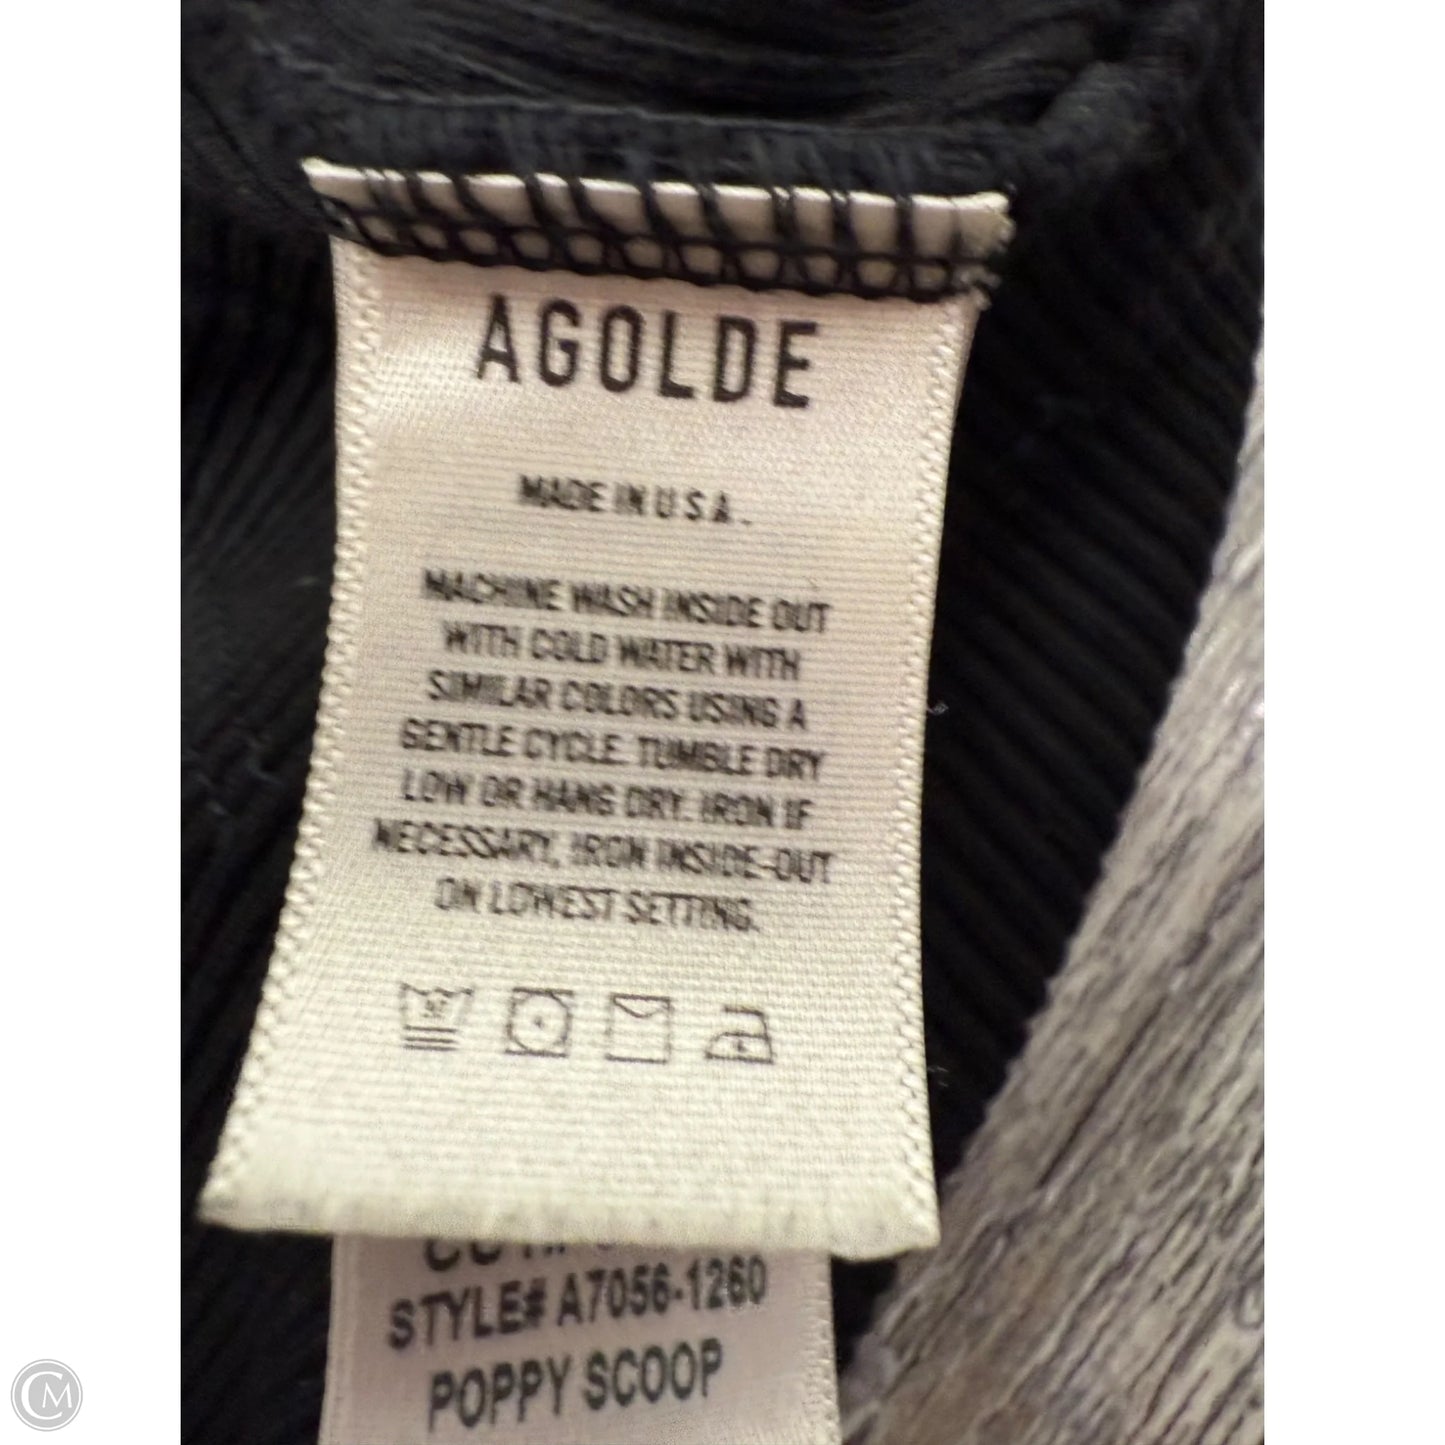 AGOLDE
MADE IN U.S.A.
MACHINE WASH INSIDE OUT
WITH COLD WATER WITH
SIMILAR COLORS USING A
GENTLE CYCLE. TUMBLE DRY
LOW OR HANG DRY. IRON IF
NECESSARY, IRON INSIDE-OUT
ON LOWEST SETTING.
STYLE# A7056-1260
POPPY SCOOP
CM